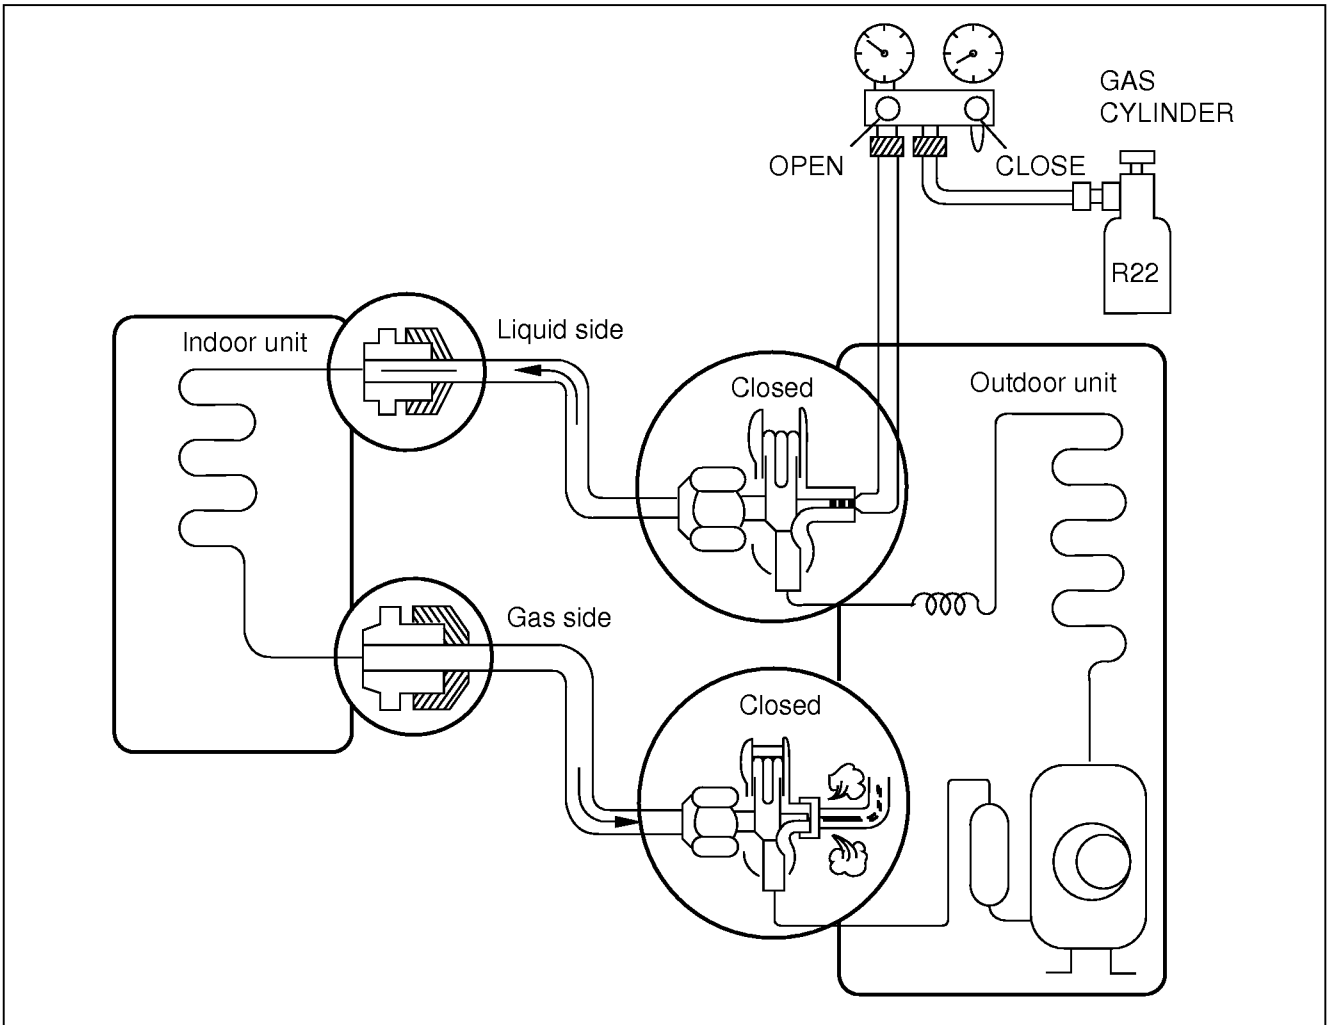 GAS
CYLINDER
OPEN
CLOSE
R22
Indoor unit
Liquid side
Closed
Outdoor unit
Gas side
Closed